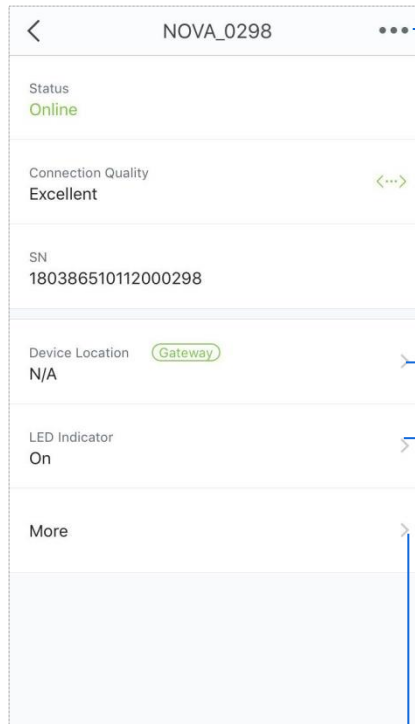 NOVA_0298
Status
Online
Connection Quality
Excellent
SN
180386510112000298
Device Location Gateway
N/A
LED Indicator
On
More